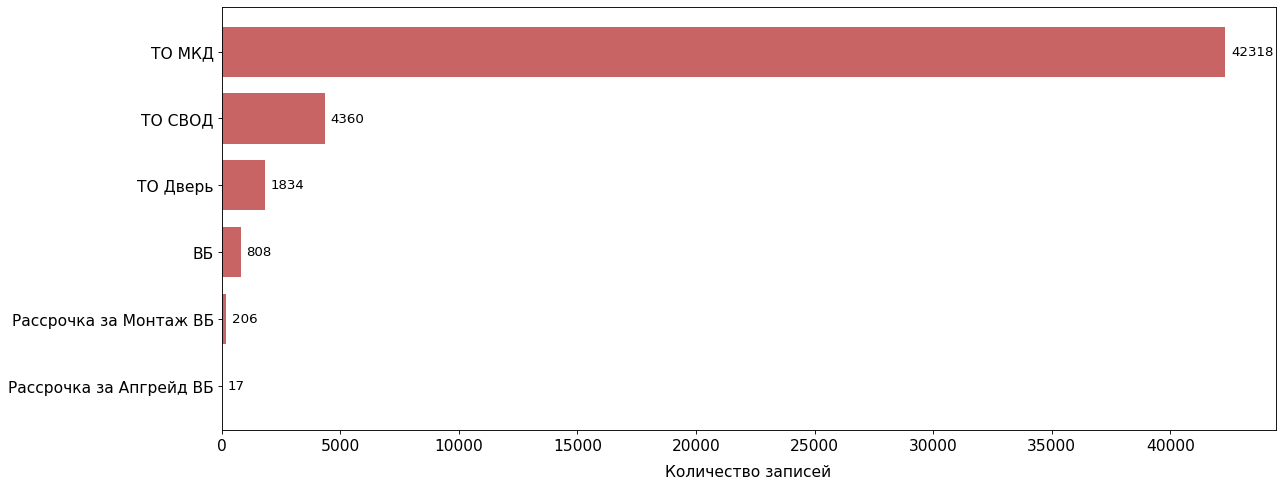 ТО МКД 42318
ТО СВОД 4360
ТО Дверь 1834
ВБ 808
Рассрочка за Монтаж ВБ 206
Рассрочка за Апгрейд ВБ 17
0 5000 10000 15000 20000 25000 30000 35000 40000
Количество записей